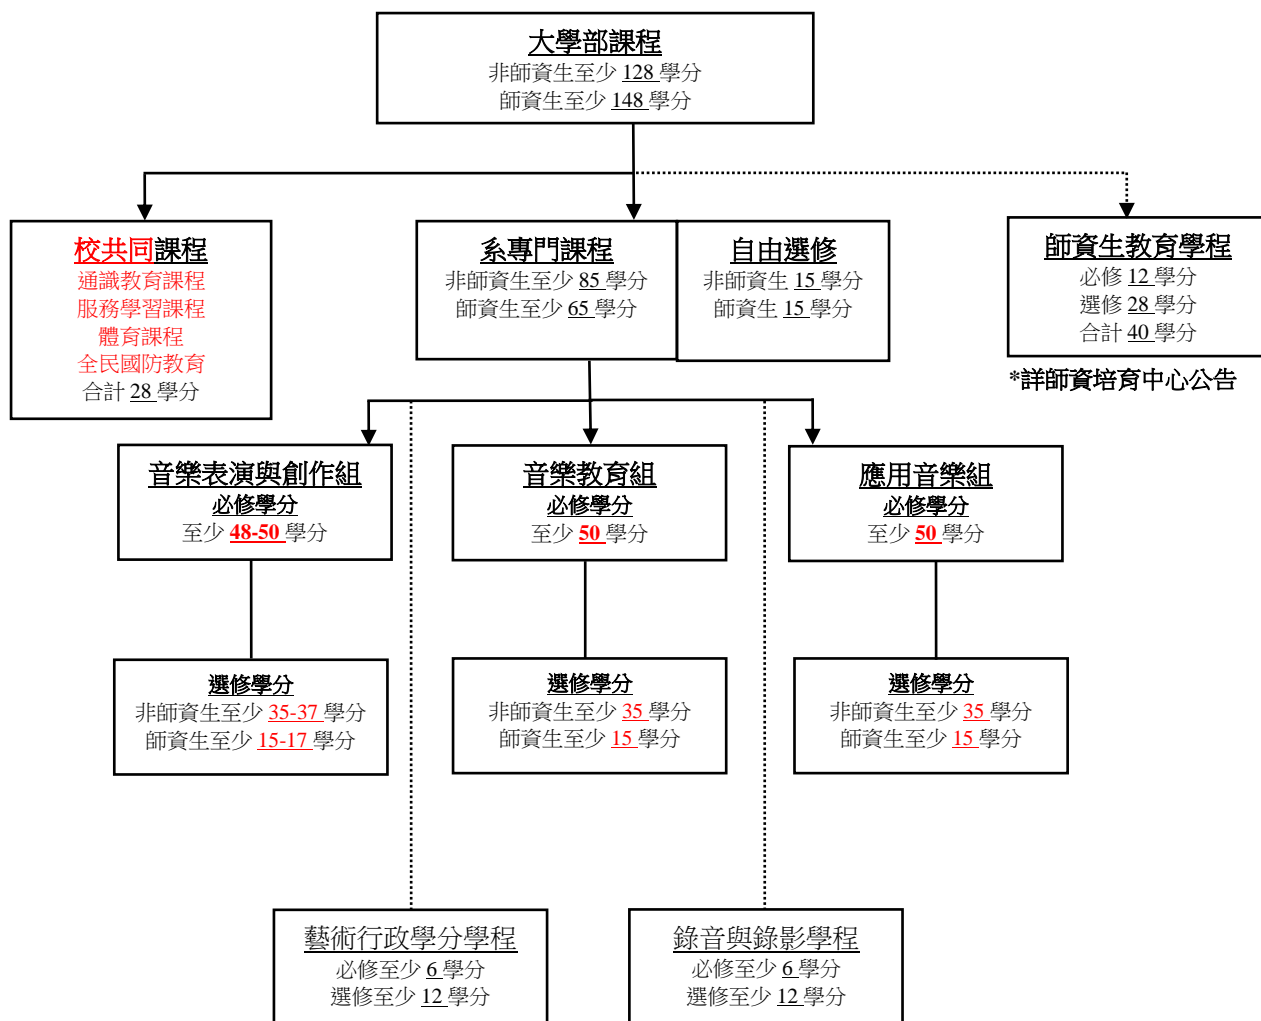 大學部課程
非師資生至少 128 學分
師資生至少 148 學分
校共同課程
通識教育課程
服務學習課程
體育課程
全民國防教育
合計 28 學分
系專門課程
非師資生至少 85 學分
師資生至少 65 學分
自由選修
非師資生 15 學分
師資生 15 學分
師資生教育學程
必修 12 學分
選修 28 學分
合計 40 學分
*詳師資培育中心公告
音樂表演與創作組
必修學分
至少 48-50 學分
音樂教育組
必修學分
至少 50 學分
應用音樂組
必修學分
至少 50 學分
選修學分
非師資生至少 35-37 學分
師資生至少 15-17 學分
選修學分
非師資生至少 35 學分
師資生至少 15 學分
選修學分
非師資生至少 35 學分
師資生至少 15 學分
藝術行政學分學程
必修至少 6 學分
選修至少 12 學分
錄音與錄影學程
必修至少 6 學分
選修至少 12 學分